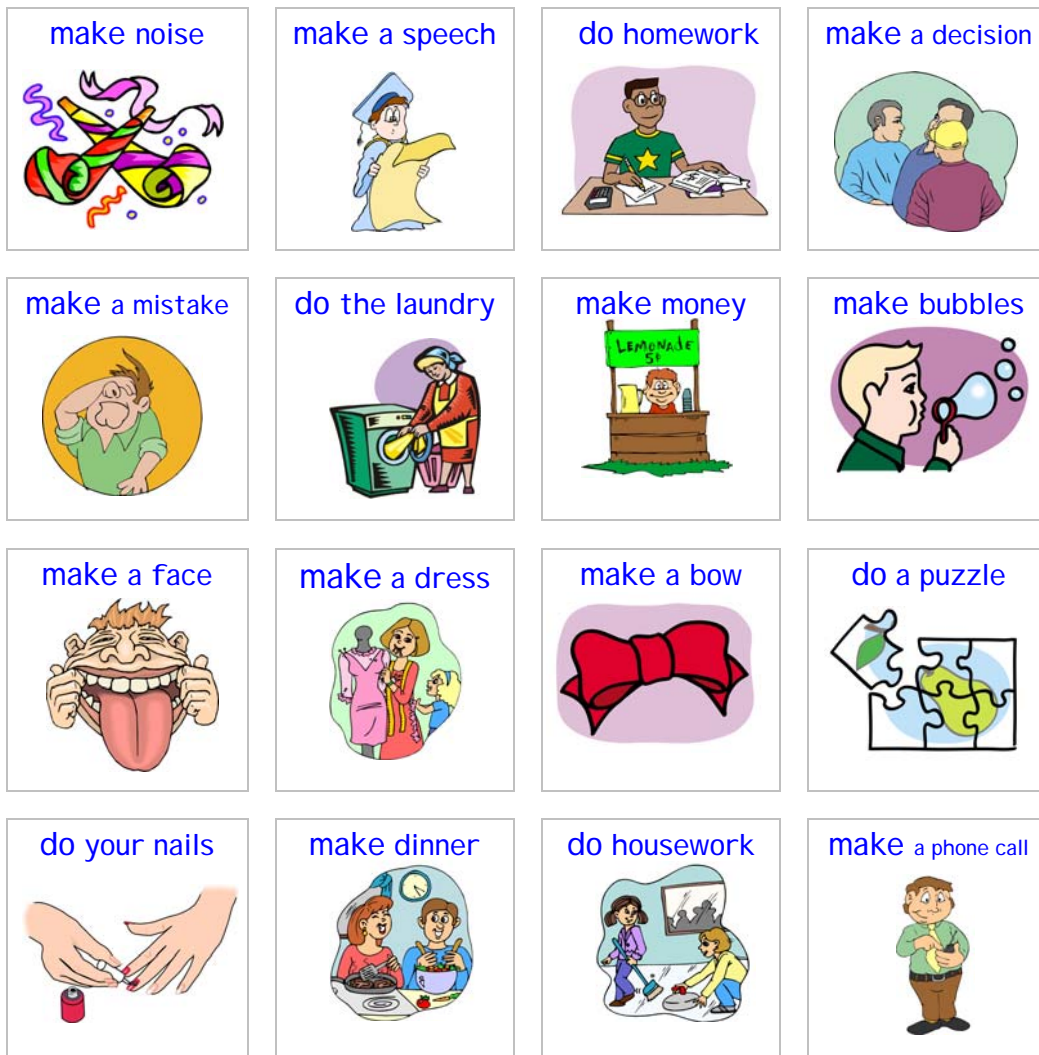 make noise
make a speech
do homework
make a decision
make a mistake
do the laundry
make money
LEMONADE
5¢
make bubbles
make a face
make a dress
make a bow
do a puzzle
do your nails
make dinner
do housework
make a phone call